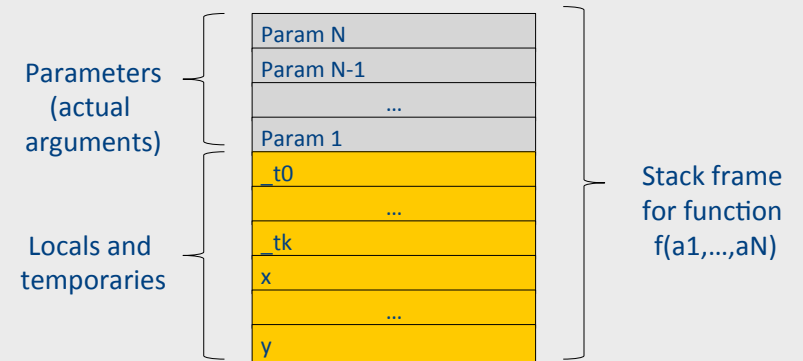 Parameters
(actual
arguments)
Param N
Param N-1
…
Param 1
_t0
…
_tk
x
…
y
Locals and
temporaries
Stack frame
for function
f(a1,…,aN)